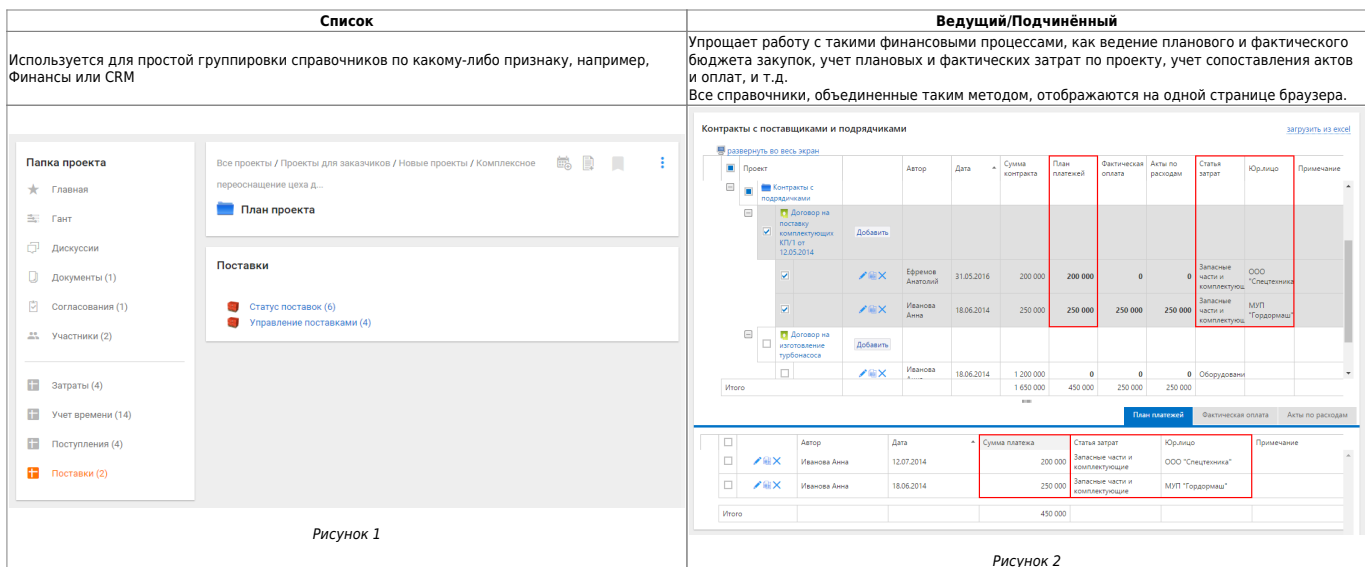 Список
Ведущий/Подчинённый
Используется для простой группировки справочников по какому-либо признаку, например,
Финансы или CRM
Упрощает работу с такими финансовыми процессами, как ведение планового и фактического
бюджета закупок, учет плановых и фактических затрат по проекту, учет сопоставления актов
и оплат, и т.д.
Все справочники, объединенные таким методом, отображаются на одной странице браузера.
Папка проекта
Главная
Гант
Дискуссии
Документы (1)
Согласования (1)
Участники (2)
Затраты (4)
Учет времени (14)
Поступления (4)
Поставки (2)
Все проекты / Проекты для заказчиков / Новые проекты / Комплексное
переоснащение цеха д...
План проекта
Поставки
Статус поставок (6)
Управление поставками (4)
Рисунок 1
Контракты с поставщиками и подрядчиками
загрузить из excel
развернуть во весь экран
Проект Автор Дата Сумма контракта План платежей Фактическая оплата Акты по расходам Статья затрат Юр.лицо Примечание
Контракты с
подрядичками
Договор на
поставку
комплектующих
КП/1 от
12.05.2014
Добавить
Ефремов Анатолий 31.05.2016 200 000 200 000 0 0 Запасные части и комплектующ ООО "Спецтехника
Иванова Анна 18.06.2014 250 000 250 000 250 000 250 000 Запасные части и комплектующ МУП "Гордормаш"
Договор на
изготовление
турбонасоса
Добавить
Иванова 18.06.2014 1 200 000 0 0 0 Оборудовани
Итого 1 650 000 450 000 250 000 250 000
План платежей Фактическая оплата Акты по расходам
Автор Дата Сумма платежа Статья затрат Юр.лицо Примечание
Иванова Анна 12.07.2014 200 000 Запасные части и комплектующие ООО "Спецтехника"
Иванова Анна 18.06.2014 250 000 Запасные части и комплектующие МУП "Гордормаш"
Итого 450 000
Рисунок 2